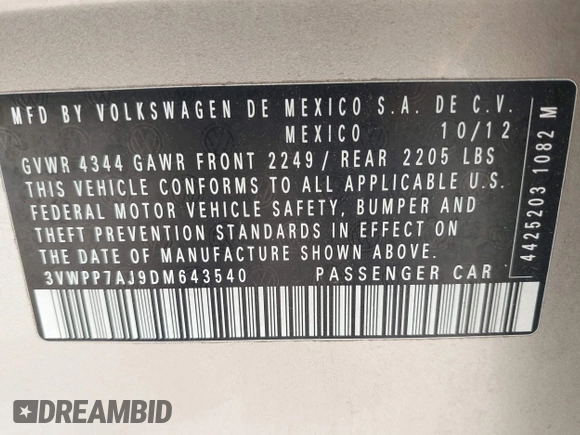 MFD BY VOLKSWAGEN DE MEXICO S.A. DE C.V.
MEXICO 10/12
GVWR 4344 GAWR FRONT 2249/ REAR 2205 LBS
THIS VEHICLE CONFORMS TO ALL APPLICABLE U.S.
FEDERAL MOTOR VEHICLE SAFETY, BUMPER AND
THEFT PREVENTION STANDARDS IN EFFECT ON
THE DATE OF MANUFACTURE SHOWN ABOVE.
3VWPP7AJ9DM643540 PASSENGER CAR
4425203 1082 M
DREAMBID